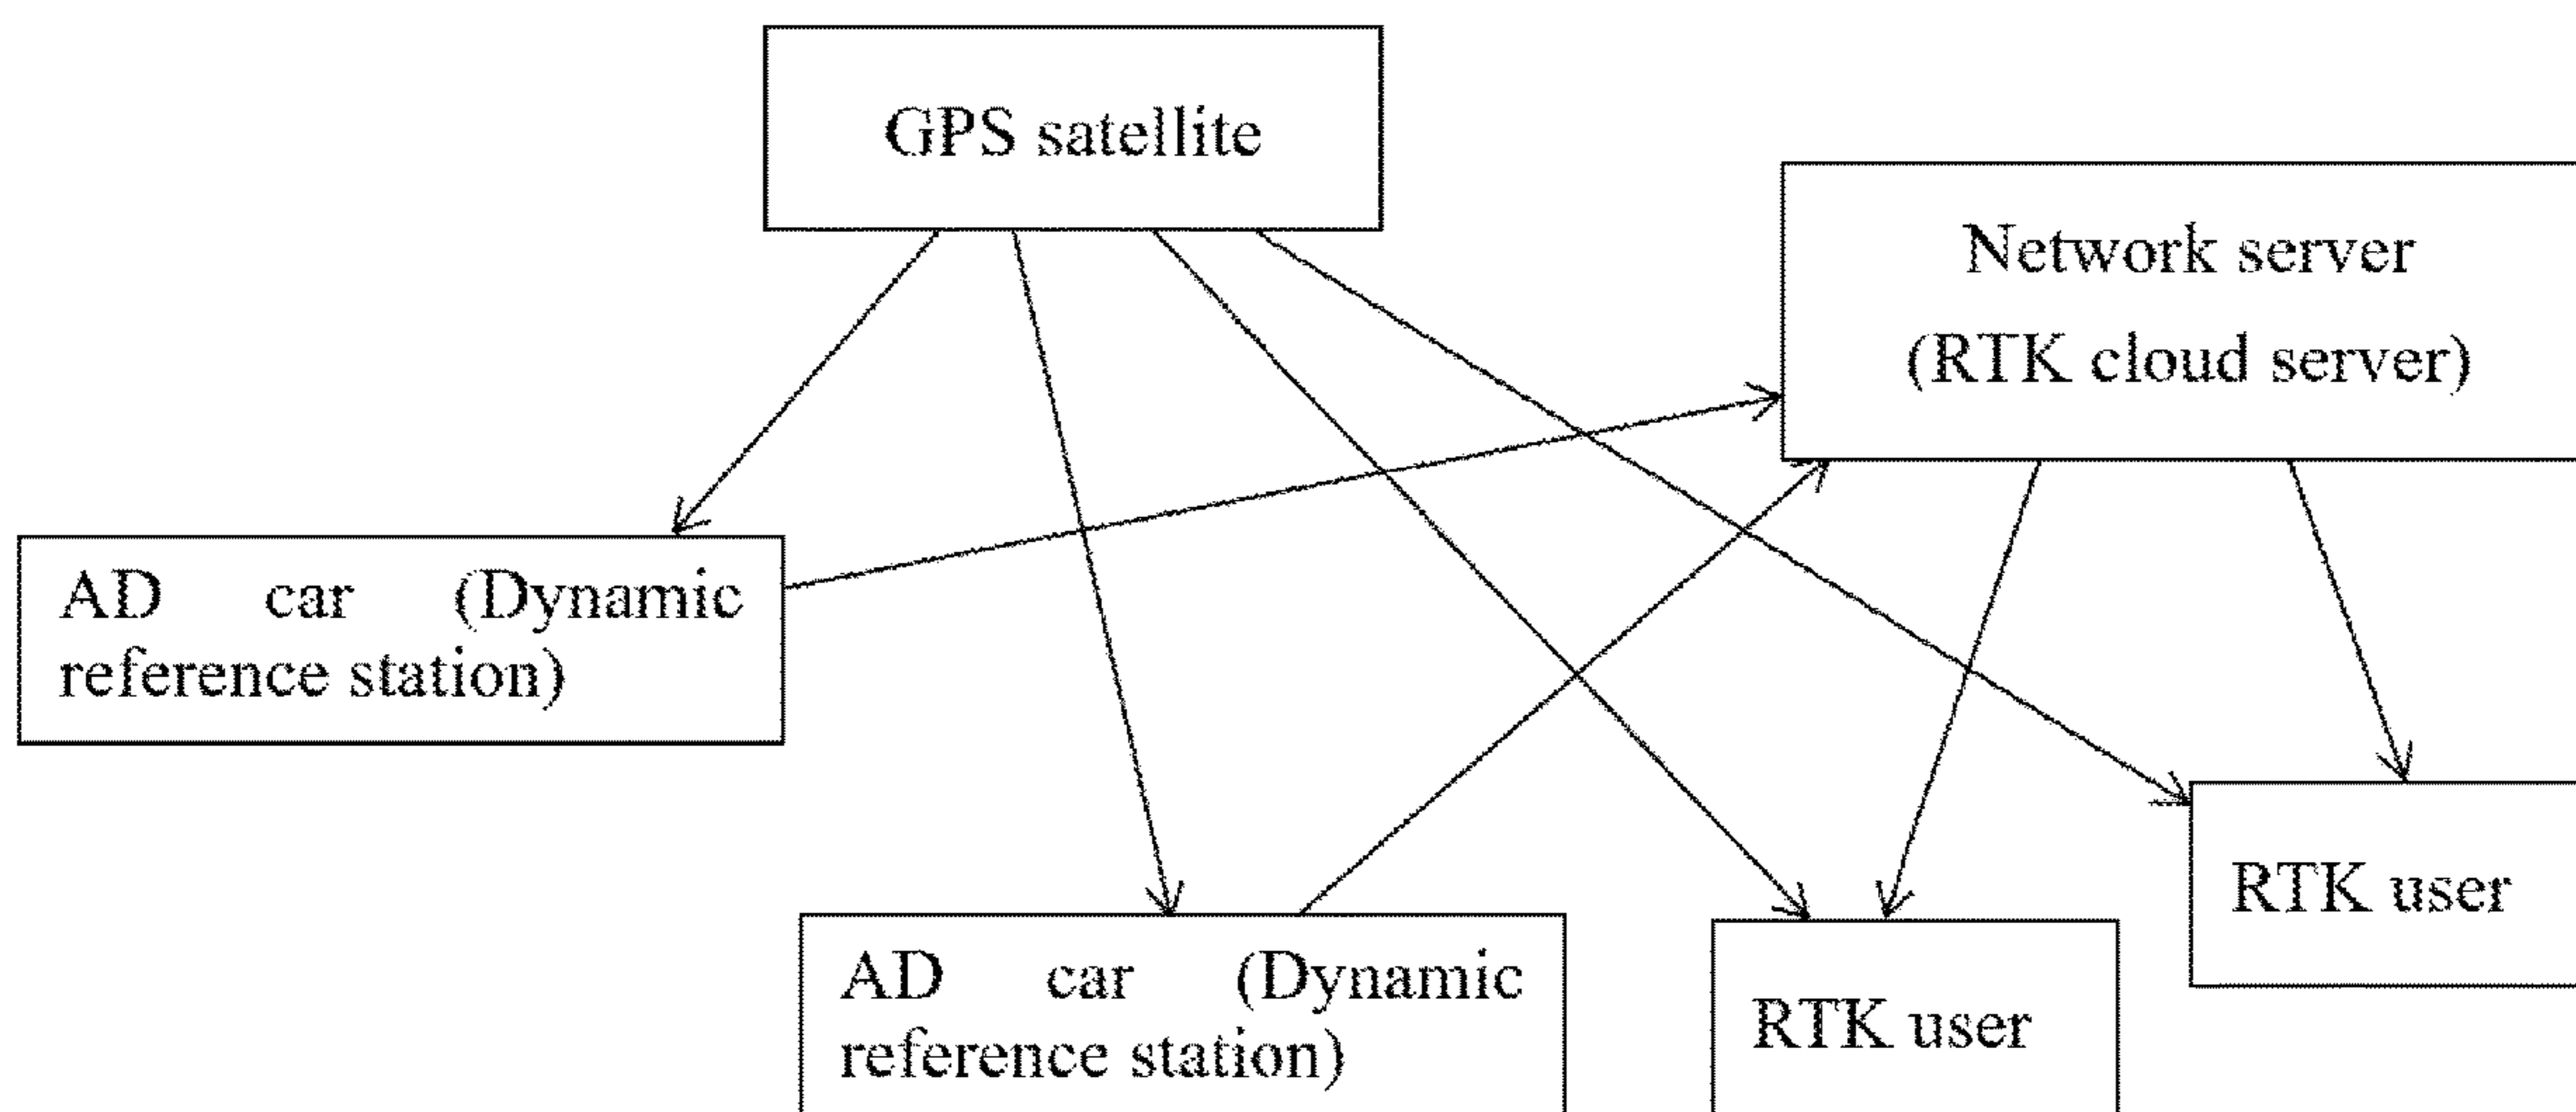 GPS satellite
Network server
(RTK cloud server)
AD car (Dynamic
reference station)
RTK user
AD car (Dynamic
reference station)
RTK user